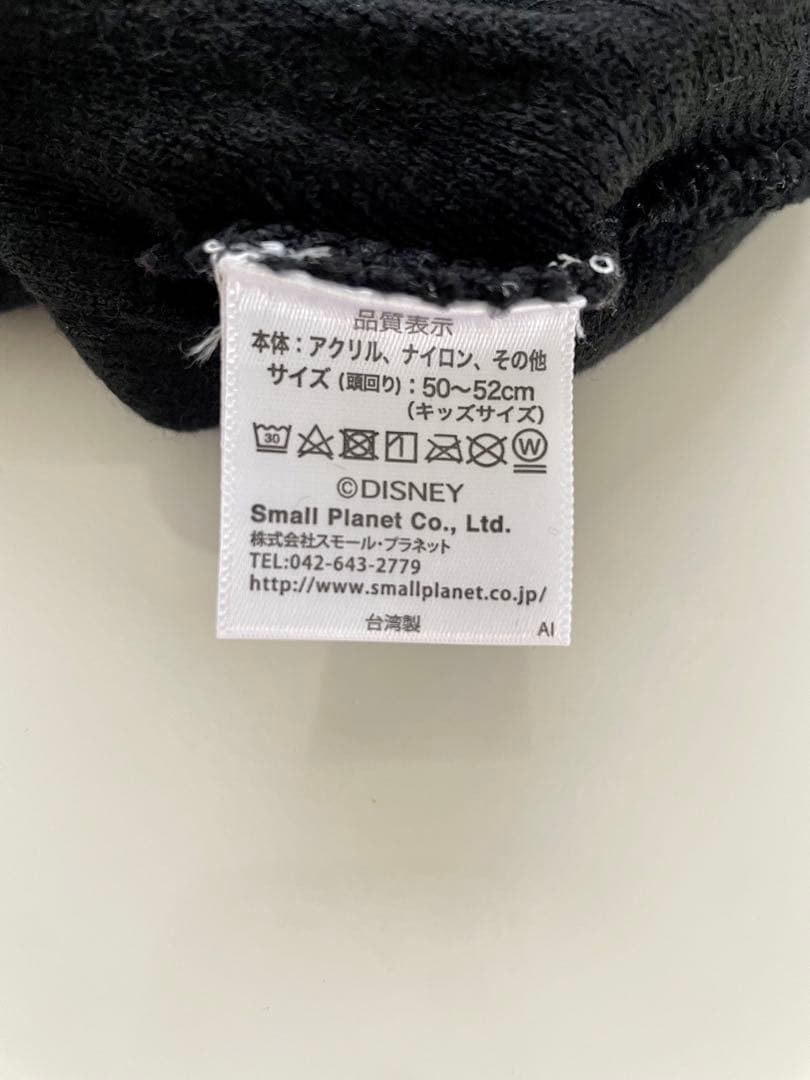 品質表示
本体：アクリル、ナイロン、その他
サイズ（頭回り）：50〜52cm
（キッズサイズ）
30 1 W
©DISNEY
Small Planet Co., Ltd.
株式会社スモール・プラネット
TEL:042-643-2779
http://www.smallplanet.co.jp/
台湾製 AI